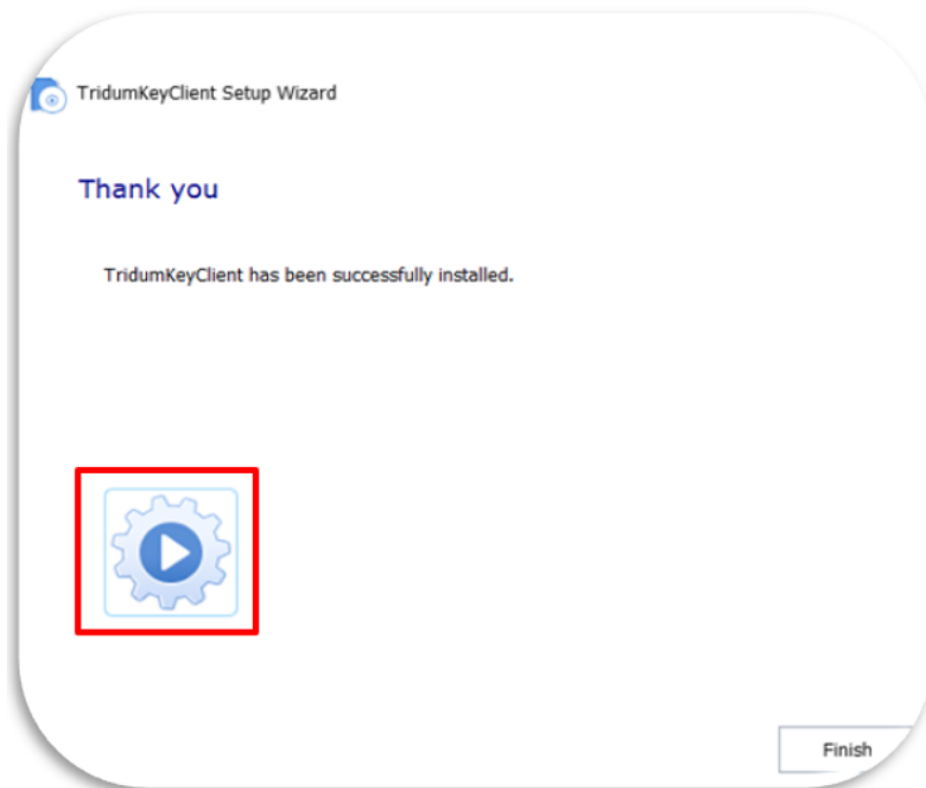 TridumKeyClient Setup Wizard
Thank you
TridumKeyClient has been successfully installed.
Finish